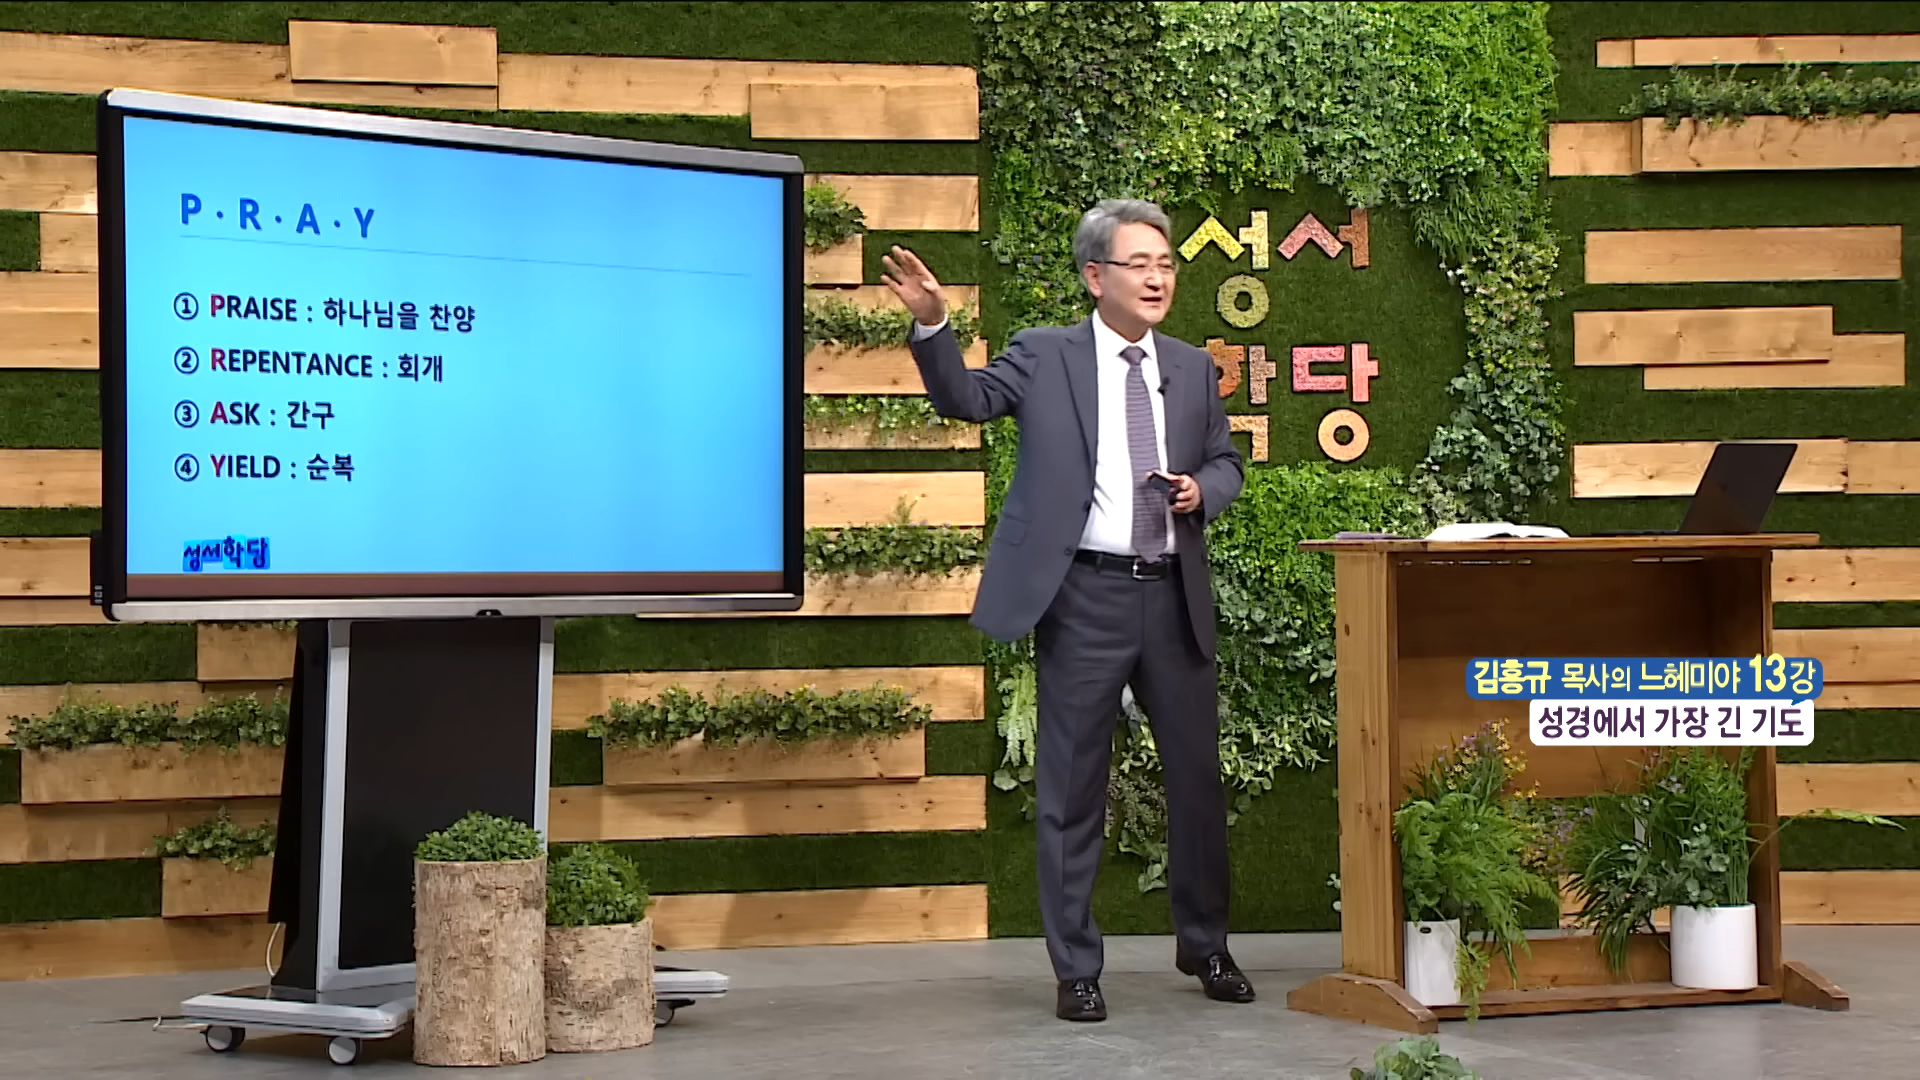 P·R·A·Y
① PRAISE : 하나님을 찬양
② REPENTANCE : 회개
③ ASK : 간구
④ YIELD : 순복
성서학당
성서
학당
김흥규 목사의 느헤미야 13강
성경에서 가장 긴 기도